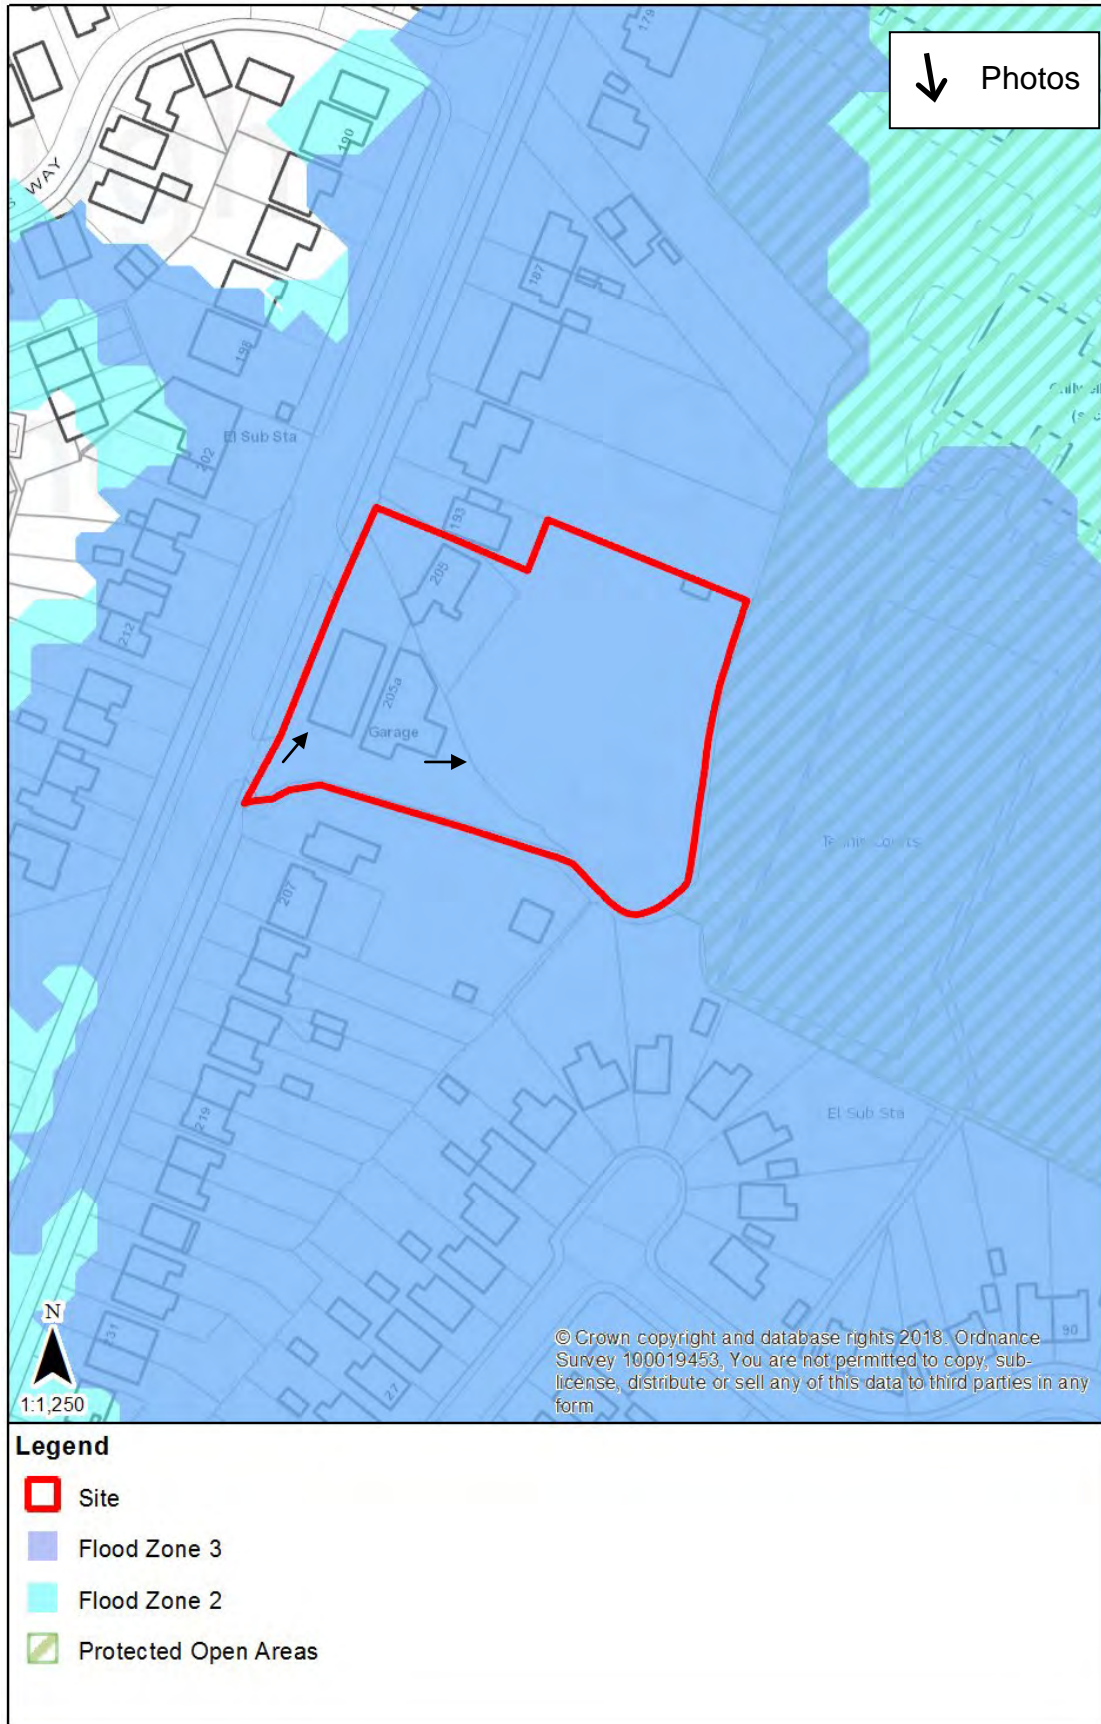 Photos
179
WAY
190
187
198
El Sub Sta
202
193
205
212
205a
Garage
207
219
El Sub Sta
231
27
90
N
1:1,250
© Crown copyright and database rights 2018. Ordnance
Survey 100019453, You are not permitted to copy, sub-
license, distribute or sell any of this data to third parties in any
form
Legend
Site
Flood Zone 3
Flood Zone 2
Protected Open Areas